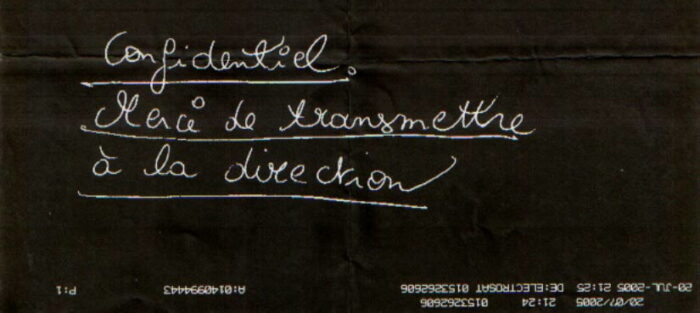 Confidentiel.
Merci de transmettre
à la direction
20/07/2005 21:24 0153262606
20-JUL-2005 21:25 DE:ELECTROSAT 0153262606 A:0140994443 P:1